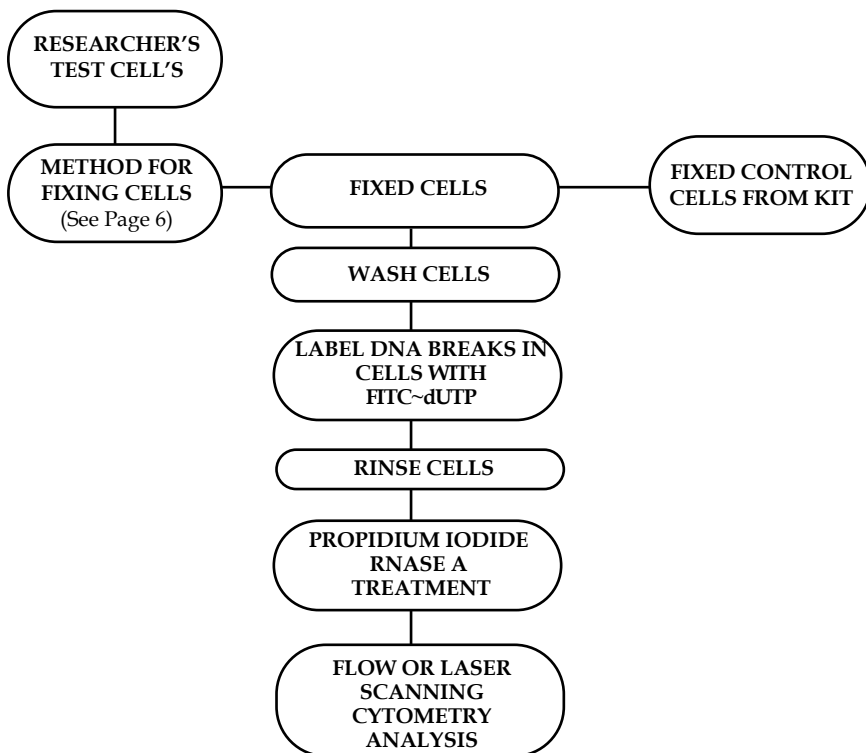 RESEARCHER’S
TEST CELL’S
METHOD FOR
FIXING CELLS
(See Page 6)
FIXED CELLS
FIXED CONTROL
CELLS FROM KIT
WASH CELLS
LABEL DNA BREAKS IN
CELLS WITH
FITC~dUTP
RINSE CELLS
PROPIDIUM IODIDE
RNASE A
TREATMENT
FLOW OR LASER
SCANNING
CYTOMETRY
ANALYSIS